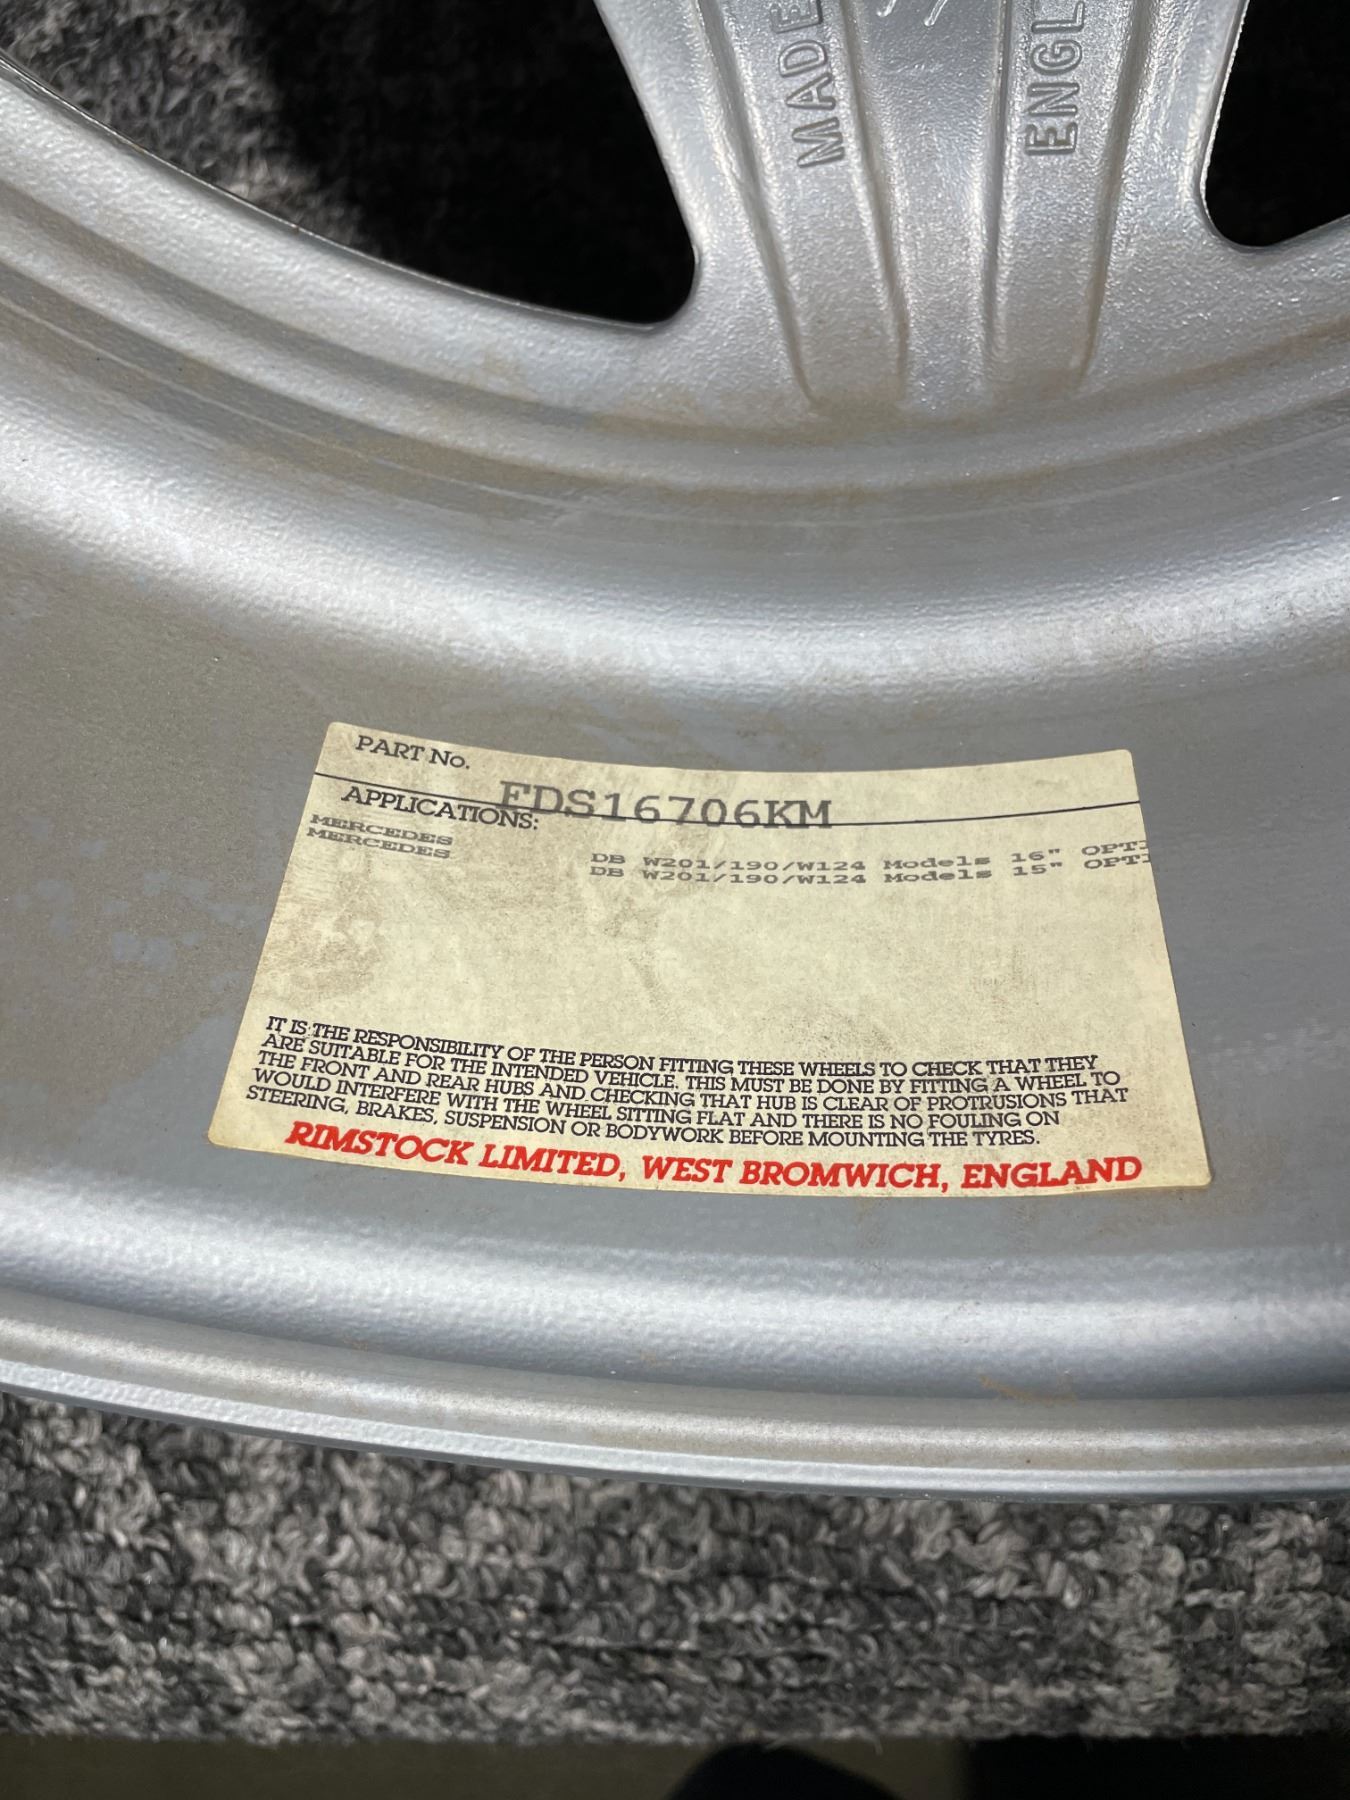 MADE
ENGL
PART No.
FDS16706KM
APPLICATIONS:
MERCEDES DB W201/190/W124 Models 16" OPTI
MERCEDES DB W201/190/W124 Models 15" OPTI
IT IS THE RESPONSIBILITY OF THE PERSON FITTING THESE WHEELS TO CHECK THAT THEY
ARE SUITABLE FOR THE INTENDED VEHICLE. THIS MUST BE DONE BY FITTING A WHEEL TO
THE FRONT AND REAR HUBS AND CHECKING THAT HUB IS CLEAR OF PROTRUSIONS THAT
WOULD INTERFERE WITH THE WHEEL SITTING FLAT AND THERE IS NO FOULING ON
STEERING, BRAKES, SUSPENSION OR BODYWORK BEFORE MOUNTING THE TYRES.
RIMSTOCK LIMITED, WEST BROMWICH, ENGLAND